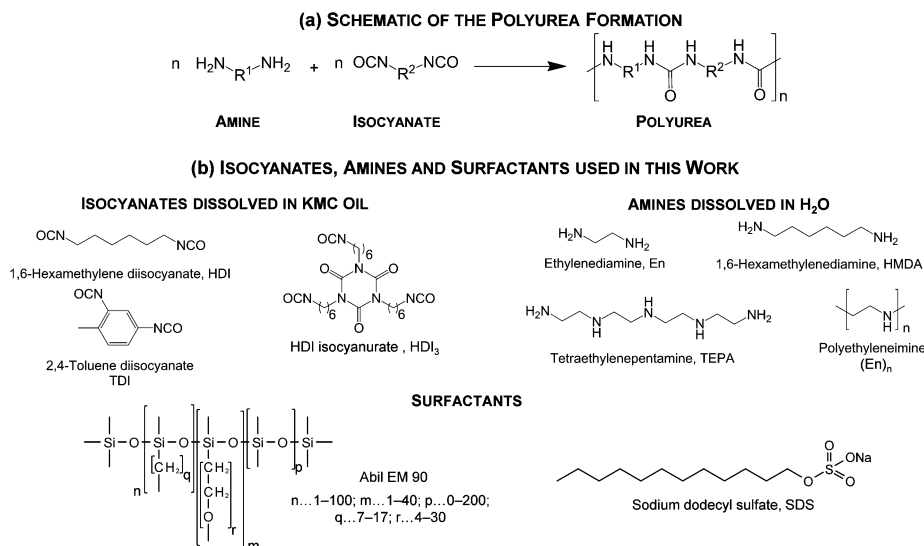 (a) SCHEMATIC OF THE POLYUREA FORMATION
n H₂N R¹ NH₂ + n OCN R² NCO
H N R¹ H N O H N R² H N O n
AMINE ISOCYANATE POLYUREA
(b) ISOCYANATES, AMINES AND SURFACTANTS USED IN THIS WORK
ISOCYANATES DISSOLVED IN KMC OIL
OCN NCO
1,6-Hexamethylene diisocyanate, HDI
OCN
NCO
2,4-Toluene diisocyanate
TDI
OCN
6
O N O
OCN 6 N N 6 NCO
O
HDI isocyanurate , HDI₃
AMINES DISSOLVED IN H₂O
H₂N NH₂
Ethylenediamine, En
H₂N NH₂
1,6-Hexamethylenediamine, HMDA
H₂N N H H N N H NH₂
Tetraethylenepentamine, TEPA
N H n
Polyethyleneimine
(En)ₙ
SURFACTANTS
Si O Si O Si O Si O Si
n [CH₂] q CH₂ CH₂ O r m p
Abil EM 90
n…1–100; m…1–40; p…0–200;
q…7–17; r…4–30
O S O O ONa
Sodium dodecyl sulfate, SDS